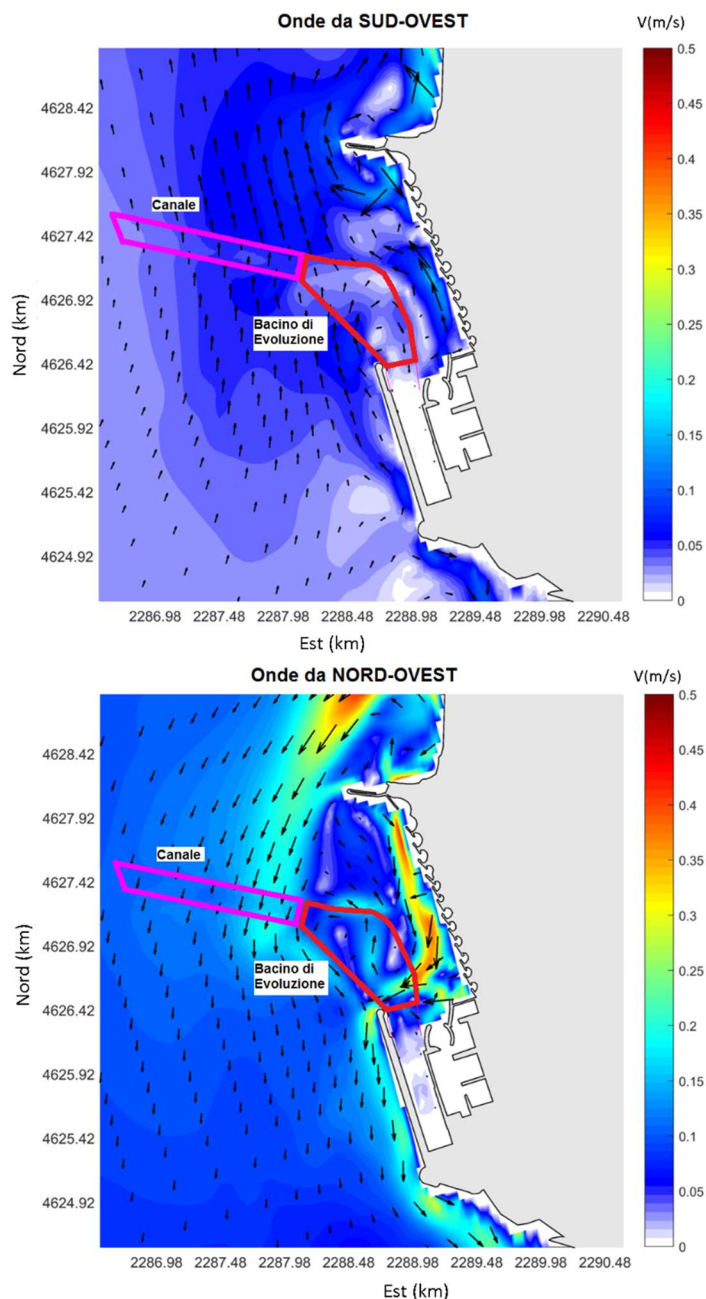 Onde da SUD-OVEST
V(m/s)
0.5
0.45
0.4
0.35
0.3
0.25
0.2
0.15
0.1
0.05
0
4628.42
4627.92
4627.42
4626.92
4626.42
4625.92
4625.42
4624.92
Nord (km)
Canale
Bacino di
Evoluzione
2286.98 2287.48 2287.98 2288.48 2288.98 2289.48 2289.98 2290.48
Est (km)
Onde da NORD-OVEST
V(m/s)
0.5
0.45
0.4
0.35
0.3
0.25
0.2
0.15
0.1
0.05
0
4628.42
4627.92
4627.42
4626.92
4626.42
4625.92
4625.42
4624.92
Nord (km)
Canale
Bacino di
Evoluzione
2286.98 2287.48 2287.98 2288.48 2288.98 2289.48 2289.98 2290.48
Est (km)